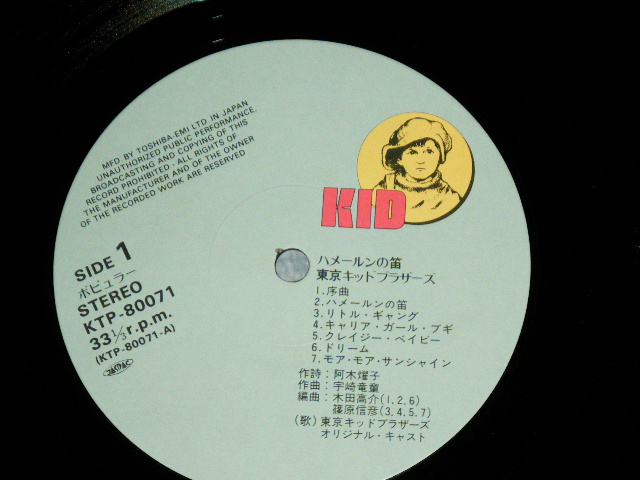 MFD BY TOSHIBA-EMI LTD IN JAPAN
UNAUTHORIZED PUBLIC PERFORMANCE,
BROADCASTING AND COPYING OF THIS
RECORD PROHIBITED: ALL RIGHTS OF
THE MANUFACTURER AND OF THE OWNER
OF THE RECORDED WORK ARE RESERVED
KID
SIDE 1
ポピュラー
STEREO
KTP-80071
33⅓r.p.m.
(KTP-80071-A)
ハメールンの笛
東京キッドブラザーズ
1.序曲
2.ハメールンの笛
3.リトル・ギャング
4.キャリア・ガール・ブギ
5.クレイジー・ベイビー
6.ドリーム
7.モア・モア・サンシャイン
作詩：阿木燿子
作曲：宇崎竜童
編曲：木田高介(1,2,6)
篠原信彦(3,4,5,7)
(歌)東京キッドブラザーズ
オリジナル・キャスト